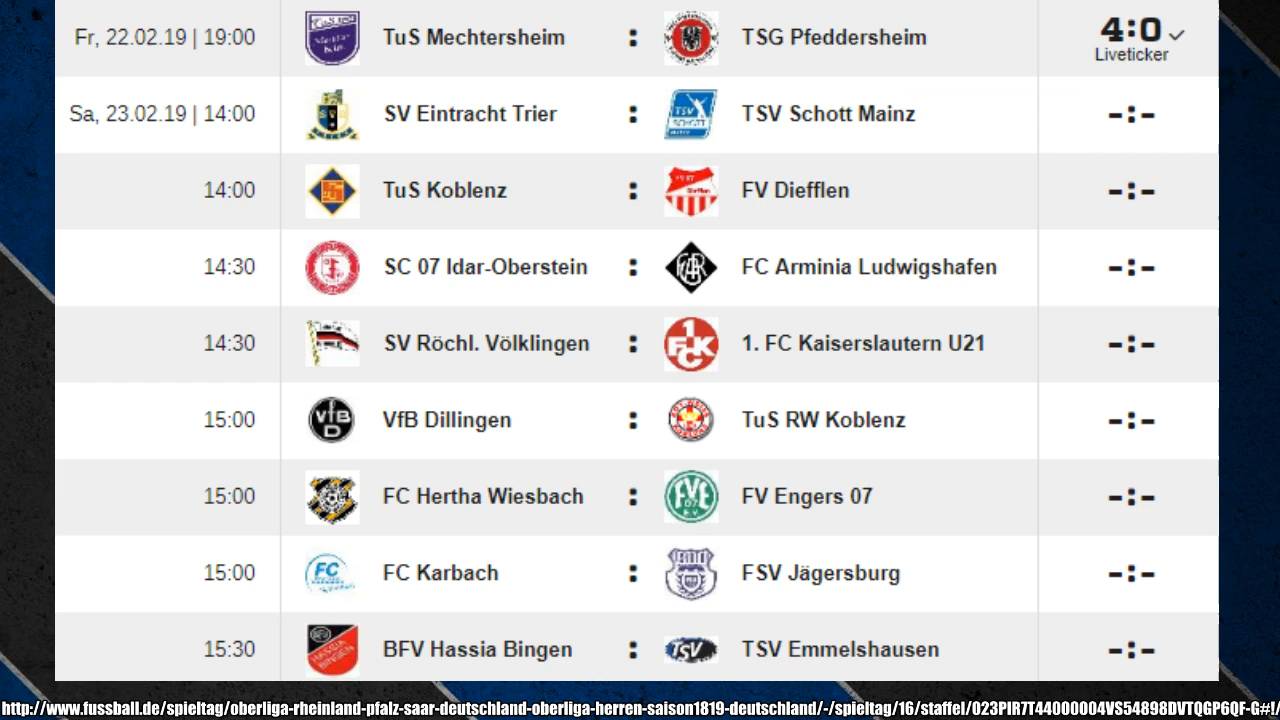 Fr, 22.02.19 | 19:00 TuS Mechtersheim : TSG Pfeddersheim 4:0
Liveticker
Sa, 23.02.19 | 14:00 SV Eintracht Trier : TSV Schott Mainz -:-
14:00 TuS Koblenz : FV Diefflen -:-
14:30 SC 07 Idar-Oberstein : FC Arminia Ludwigshafen -:-
14:30 SV Röchl. Völklingen : 1. FC Kaiserslautern U21 -:-
15:00 VfB Dillingen : TuS RW Koblenz -:-
15:00 FC Hertha Wiesbach : FV Engers 07 -:-
15:00 FC Karbach : FSV Jägersburg -:-
15:30 BFV Hassia Bingen : TSV Emmelshausen -:-
http://www.fussball.de/spieltag/oberliga-rheinland-pfalz-saar-deutschland-oberliga-herren-saison1819-deutschland/-/spieltag/16/staffel/023PIR7T44000004VS54898DVTQGP6QF-G#!/